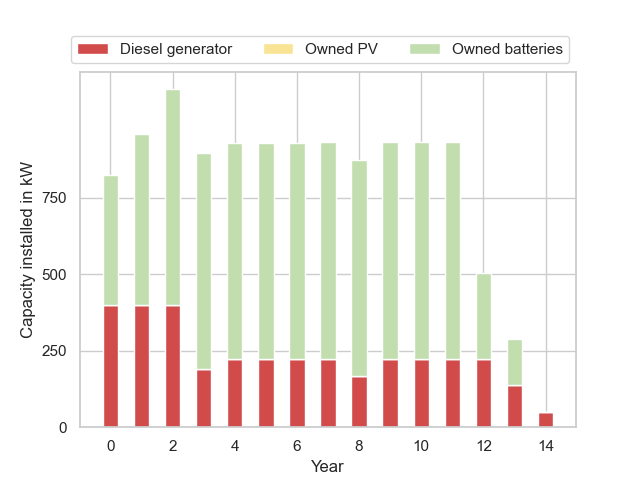 Diesel generator Owned PV Owned batteries
Capacity installed in kW
750
500
250
0
0 2 4 6 8 10 12 14
Year